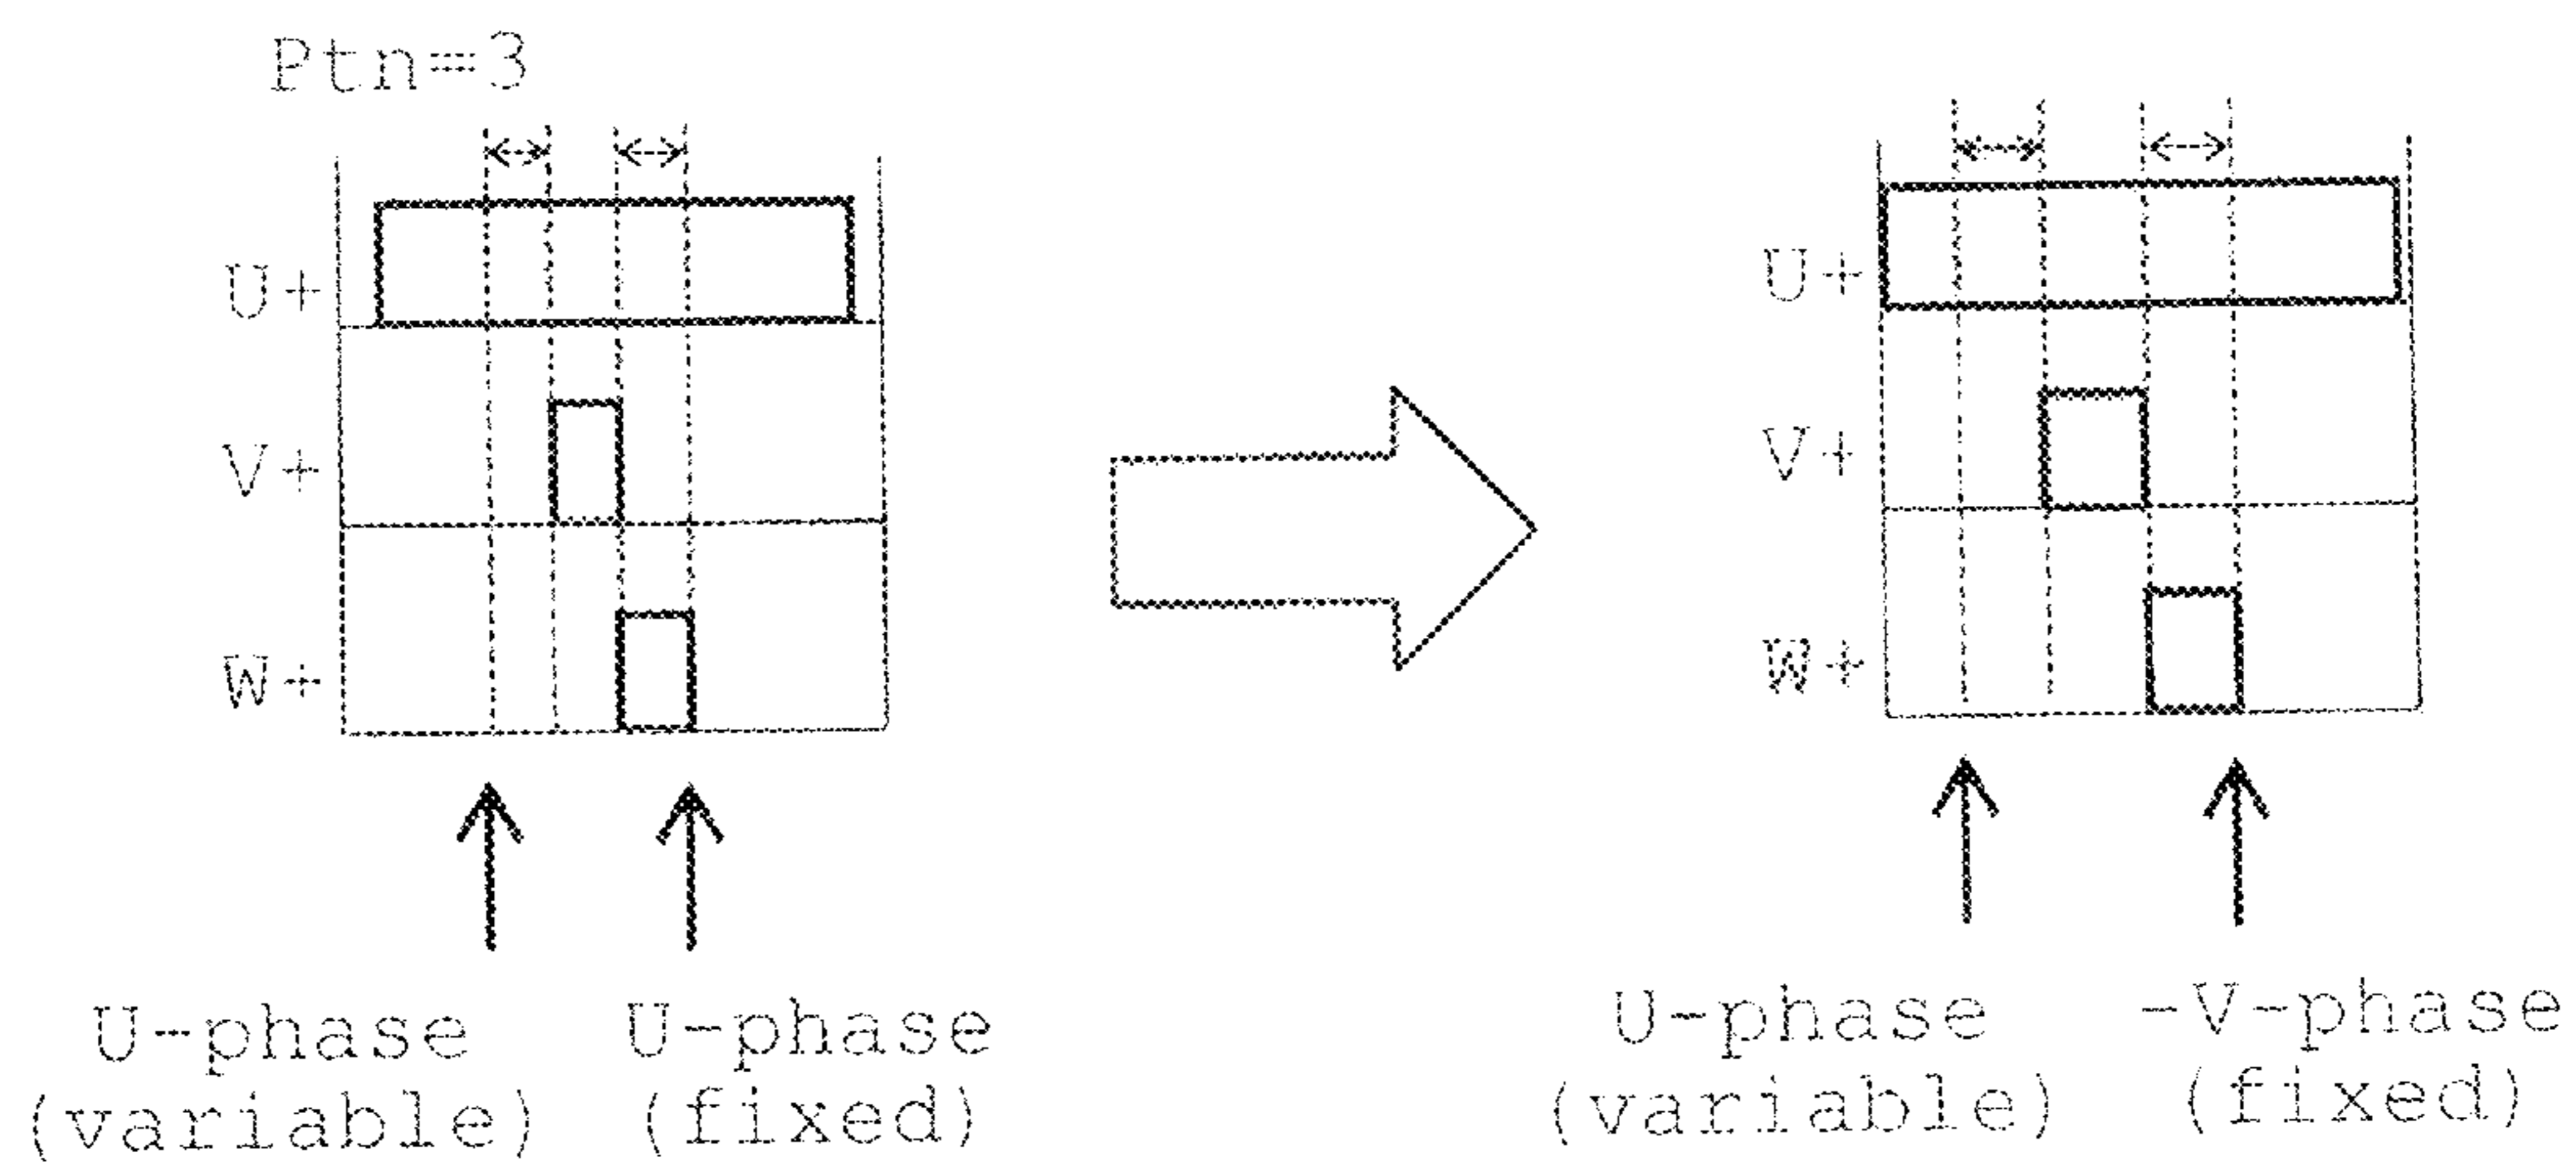 Ptn=3
U+
V+
W+
U-phase
(variable)
U-phase
(fixed)
U+
V+
W+
U-phase
(variable)
-V-phase
(fixed)